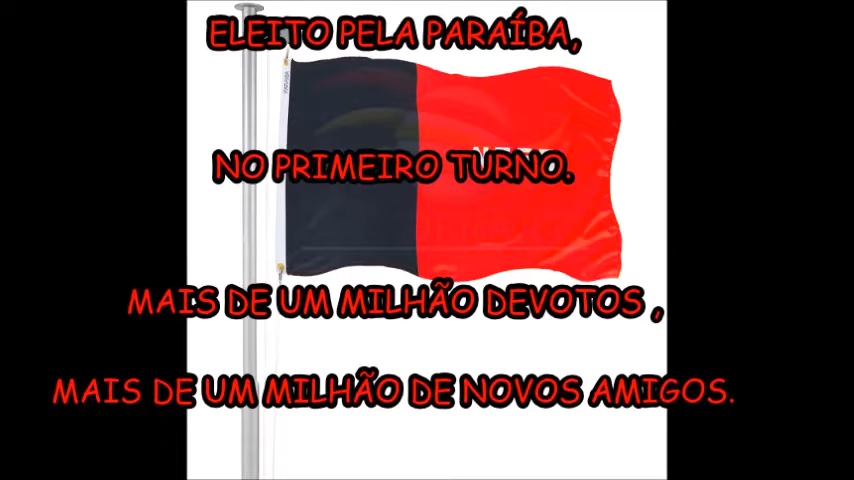 ELEITO PELA PARAÍBA,
NO PRIMEIRO TURNO.
MAIS DE UM MILHÃO DEVOTOS ,
MAIS DE UM MILHÃO DE NOVOS AMIGOS.